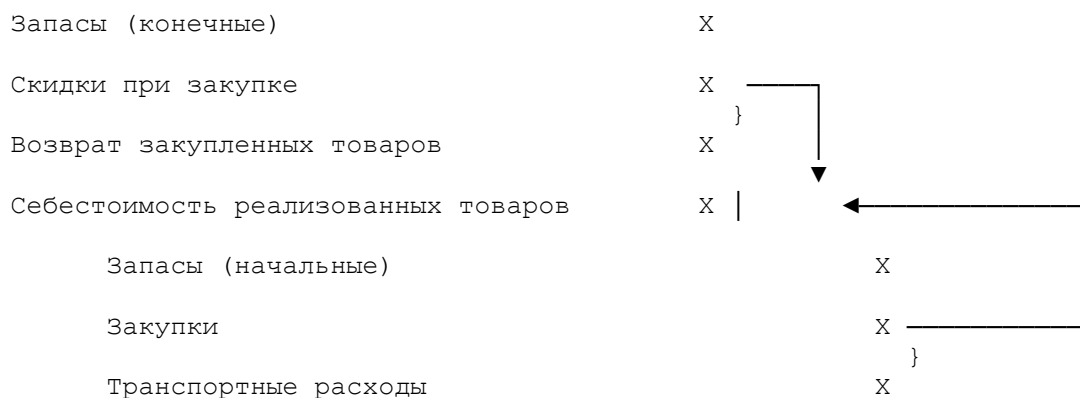 Запасы (конечные) X
Скидки при закупке X
}
Возврат закупленных товаров X
Себестоимость реализованных товаров X
Запасы (начальные) X
Закупки X
}
Транспортные расходы X